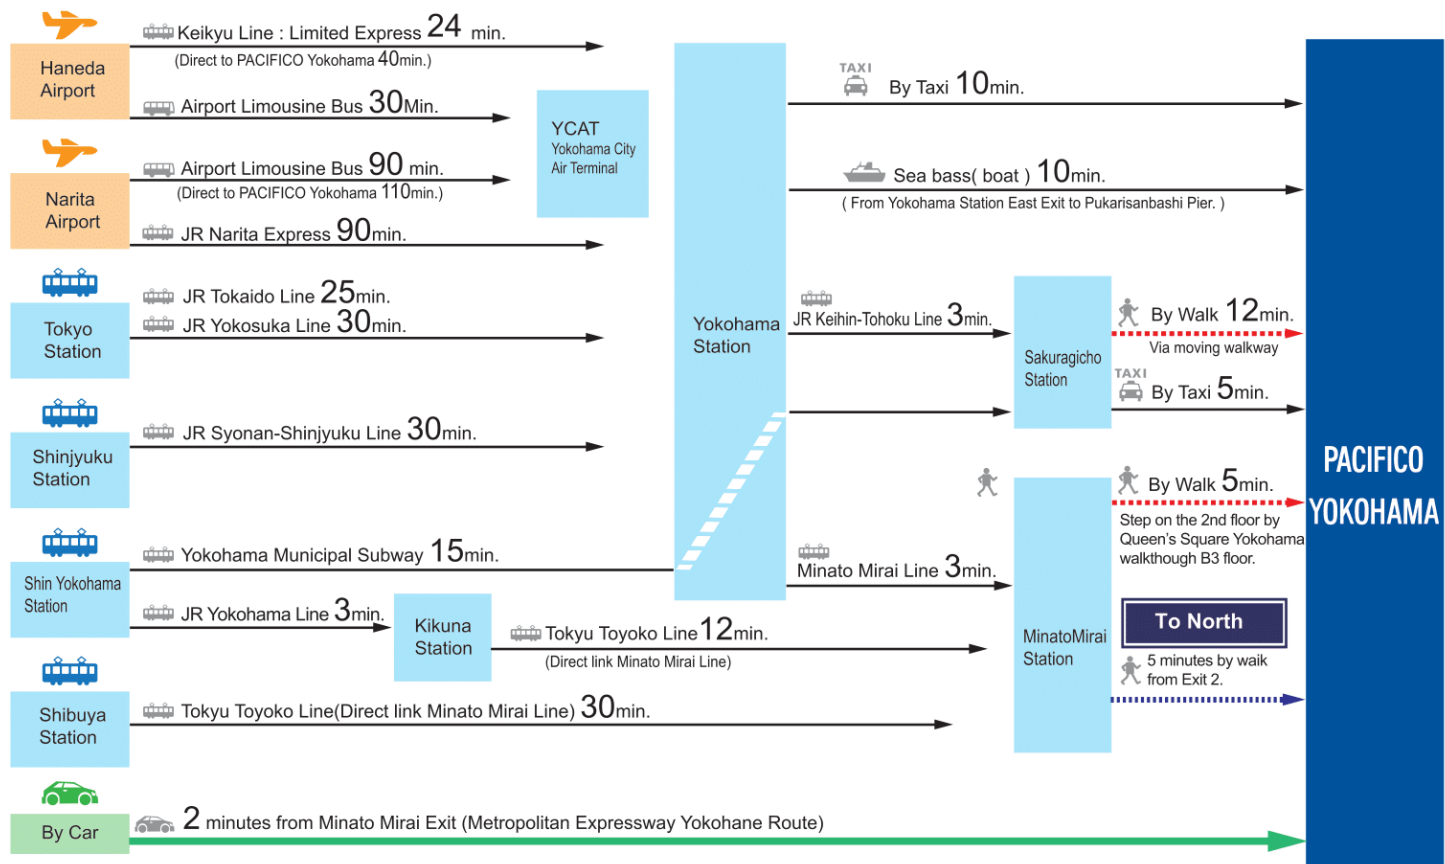 Haneda
Airport
Keikyu Line : Limited Express 24 min.
(Direct to PACIFICO Yokohama 40min.)
Airport Limousine Bus 30Min.
Narita
Airport
Airport Limousine Bus 90 min.
(Direct to PACIFICO Yokohama 110min.)
JR Narita Express 90min.
YCAT
Yokohama City
Air Terminal
Tokyo
Station
JR Tokaido Line 25min.
JR Yokosuka Line 30min.
Shinjyuku
Station
JR Syonan-Shinjyuku Line 30min.
Shin Yokohama
Station
Yokohama Municipal Subway 15min.
JR Yokohama Line 3min.
Kikuna
Station
Tokyu Toyoko Line 12min.
(Direct link Minato Mirai Line)
Shibuya
Station
Tokyu Toyoko Line(Direct link Minato Mirai Line) 30min.
By Car
2 minutes from Minato Mirai Exit (Metropolitan Expressway Yokohane Route)
Yokohama
Station
TAXI
By Taxi 10min.
Sea bass( boat ) 10min.
( From Yokohama Station East Exit to Pukarisanbashi Pier. )
JR Keihin-Tohoku Line 3min.
Sakuragicho
Station
By Walk 12min.
Via moving walkway
TAXI
By Taxi 5min.
Minato Mirai Line 3min.
MinatoMirai
Station
By Walk 5min.
Step on the 2nd floor by
Queen's Square Yokohama
walkthough B3 floor.
To North
5 minutes by waik
from Exit 2.
PACIFICO
YOKOHAMA